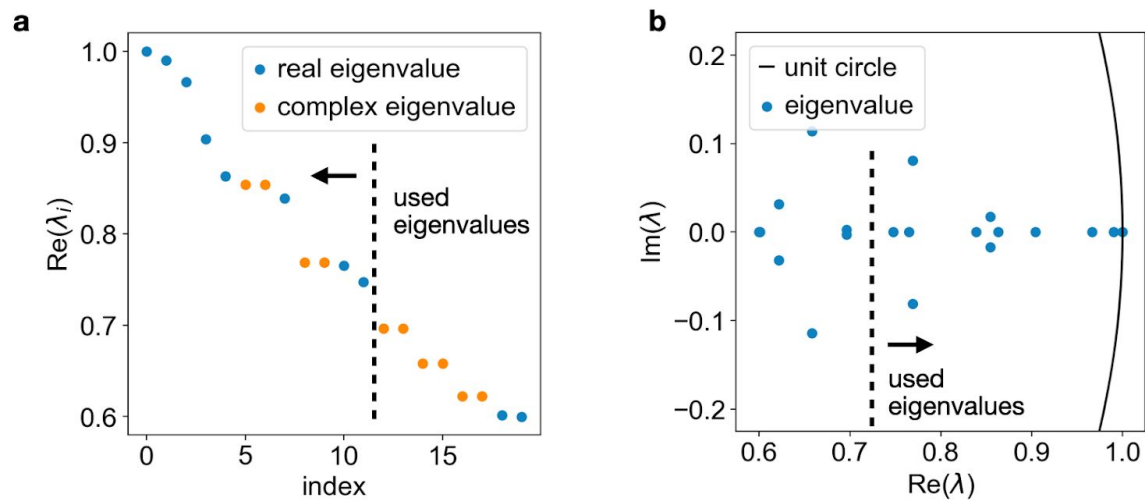 a
1.0
0.9
0.8
0.7
0.6
Re(λi)
real eigenvalue
complex eigenvalue
used
eigenvalues
0
5
10
15
index
b
0.2
0.1
0.0
−0.1
−0.2
Im(λ)
unit circle
eigenvalue
used
eigenvalues
0.6
0.7
0.8
0.9
1.0
Re(λ)